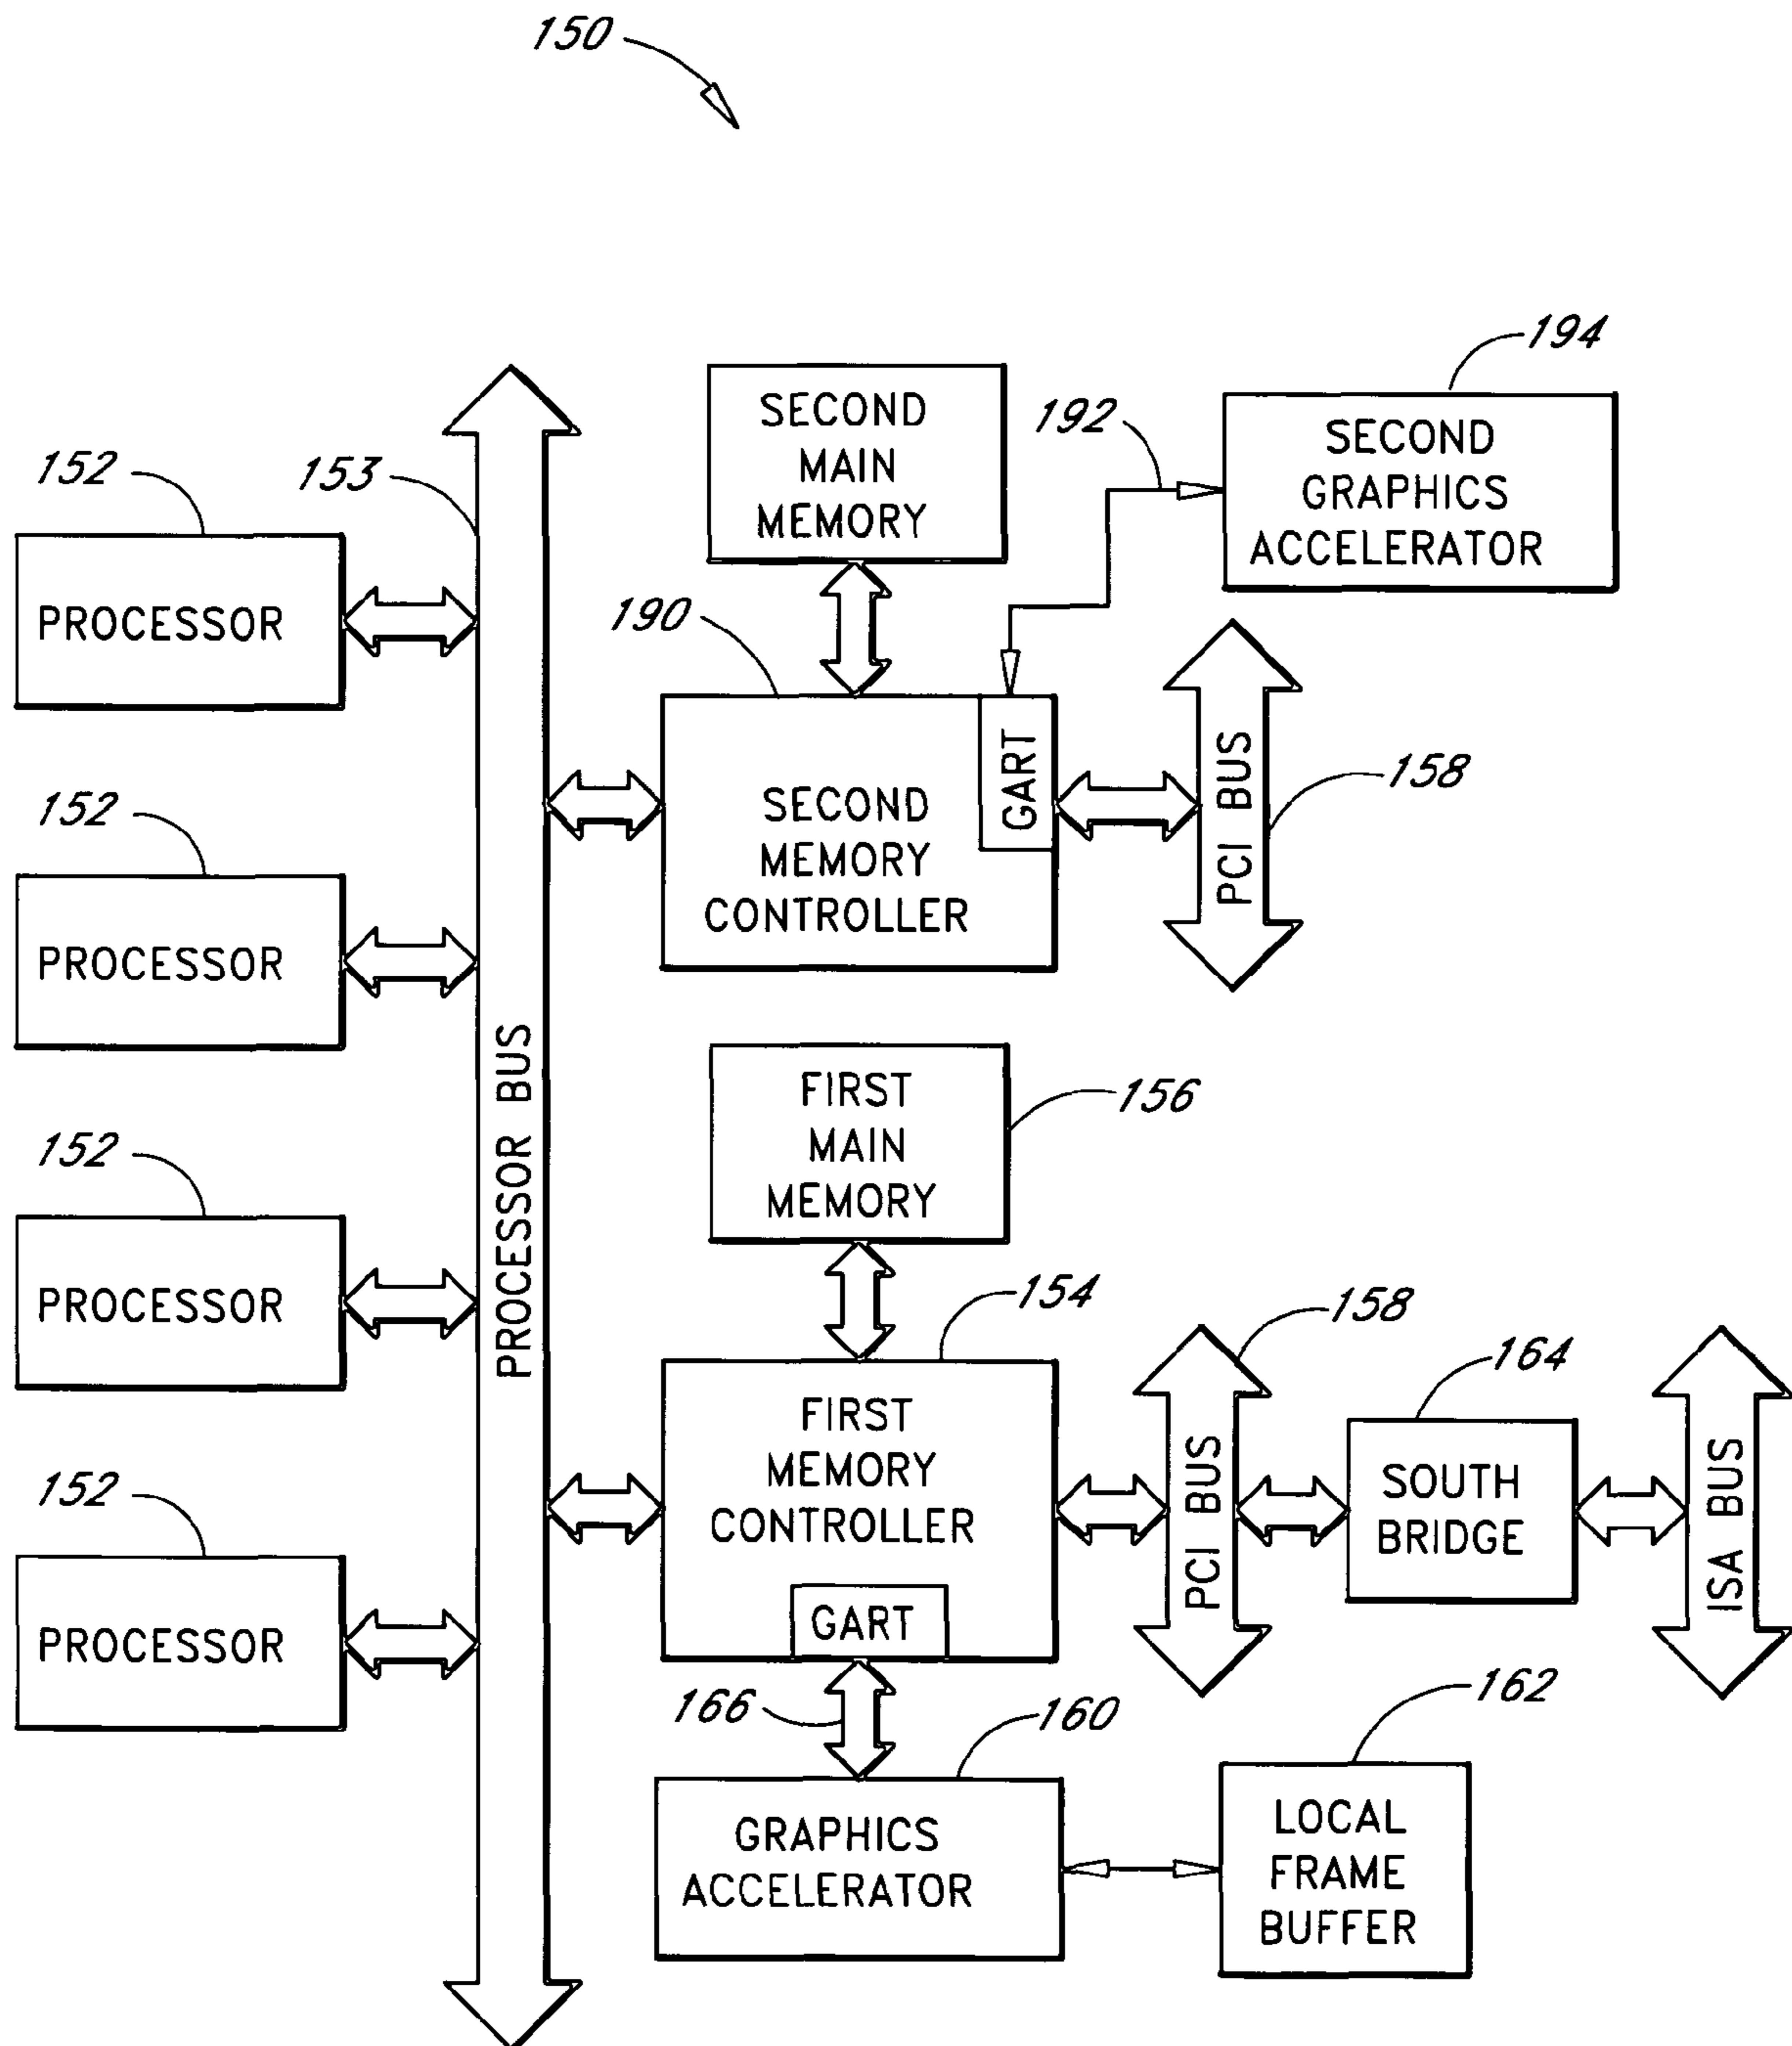 150
194
SECOND
MAIN
MEMORY
192
SECOND
GRAPHICS
ACCELERATOR
152
153
PROCESSOR
190
GART
SECOND
MEMORY
CONTROLLER
PCI BUS
158
152
PROCESSOR
PROCESSOR BUS
FIRST
MAIN
MEMORY
156
152
PROCESSOR
154
158
164
FIRST
MEMORY
CONTROLLER
GART
PCI BUS
SOUTH
BRIDGE
ISA BUS
152
PROCESSOR
166
160
162
GRAPHICS
ACCELERATOR
LOCAL
FRAME
BUFFER